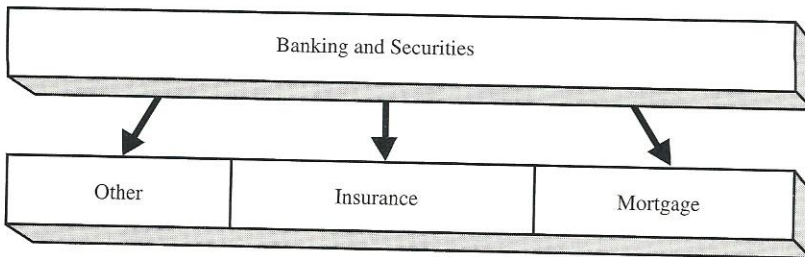 Banking and Securities
Other
Insurance
Mortgage